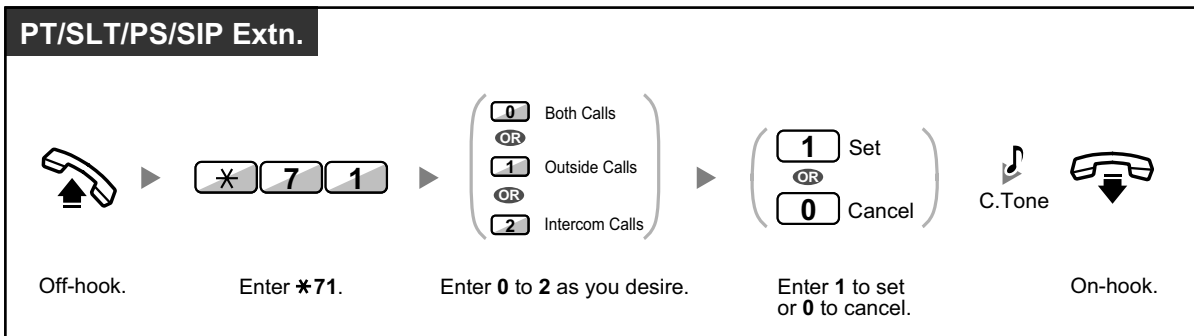 PT/SLT/PS/SIP Extn.
0 Both Calls
OR
1 Outside Calls
OR
2 Intercom Calls
1 Set
OR
0 Cancel
* 7 1
C.Tone
Off-hook.
Enter *71.
Enter 0 to 2 as you desire.
Enter 1 to set
or 0 to cancel.
On-hook.